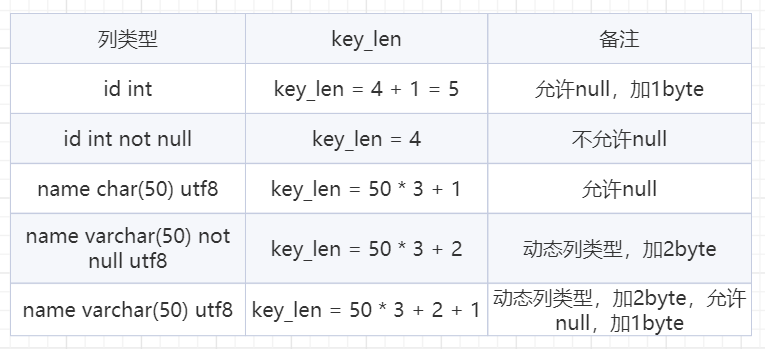 列类型 key_len 备注
id int key_len = 4 + 1 = 5 允许null，加1byte
id int not null key_len = 4 不允许null
name char(50) utf8 key_len = 50 * 3 + 1 允许null
name varchar(50) not
null utf8 key_len = 50 * 3 + 2 动态列类型，加2byte
name varchar(50) utf8 key_len = 50 * 3 + 2 + 1 动态列类型，加2byte，允许
null，加1byte